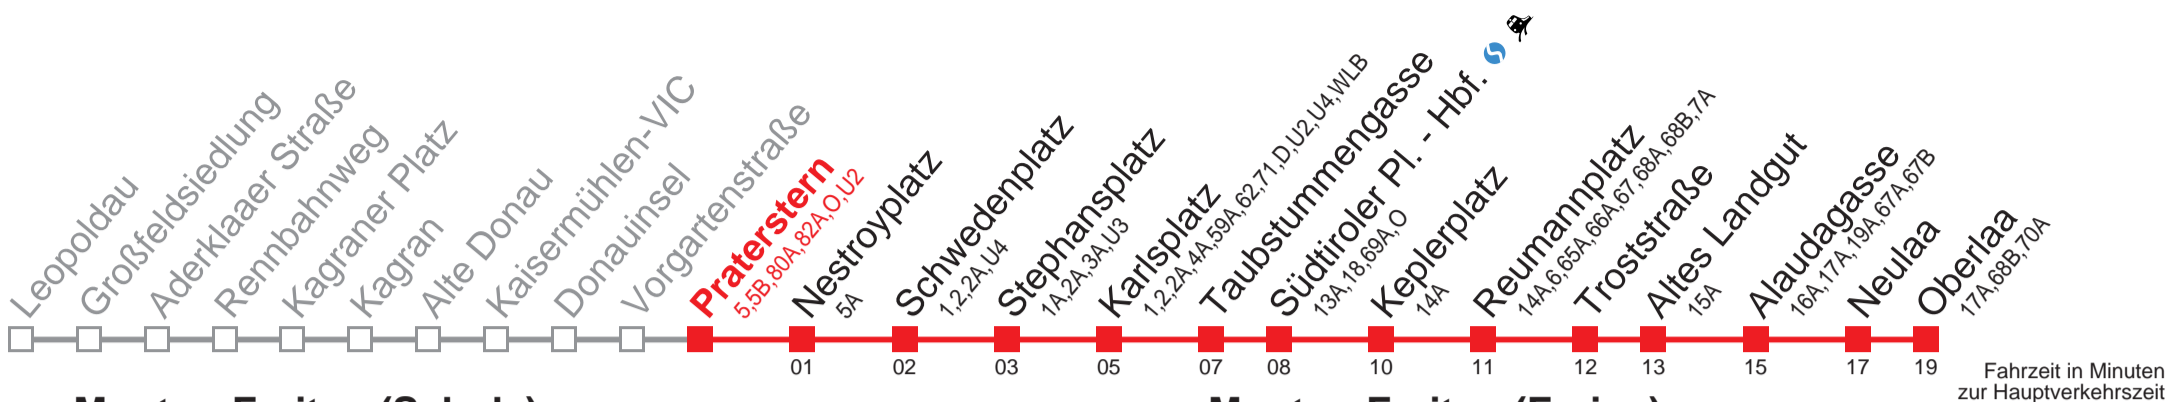 Leopoldau
Großfeldsiedlung
Aderklaaer Straße
Rennbahnweg
Kagraner Platz
Kagran
Alte Donau
Kaisermühlen-VIC
Donauinsel
Vorgartenstraße
Praterstern
5,5B,80A,82A,O,U2
Nestroyplatz
5A
Schwedenplatz
1,2,2A,U4
Stephansplatz
1A,2A,3A,U3
Karlsplatz
1,2,2A,4A,59A,62,71,D,U2,U4,WLB
Taubstummengasse
Südtiroler Pl. - Hbf.
13A,18,69A,O
Keplerplatz
14A
Reumannplatz
14A,6,65A,66A,67,68A,68B,7A
Troststraße
Altes Landgut
15A
Alaudagasse
16A,17A,19A,67A,67B
Neulaa
Oberlaa
17A,68B,70A
01 02 03 05 07 08 10 11 12 13 15 17 19
Fahrzeit in Minuten
zur Hauptverkehrszeit